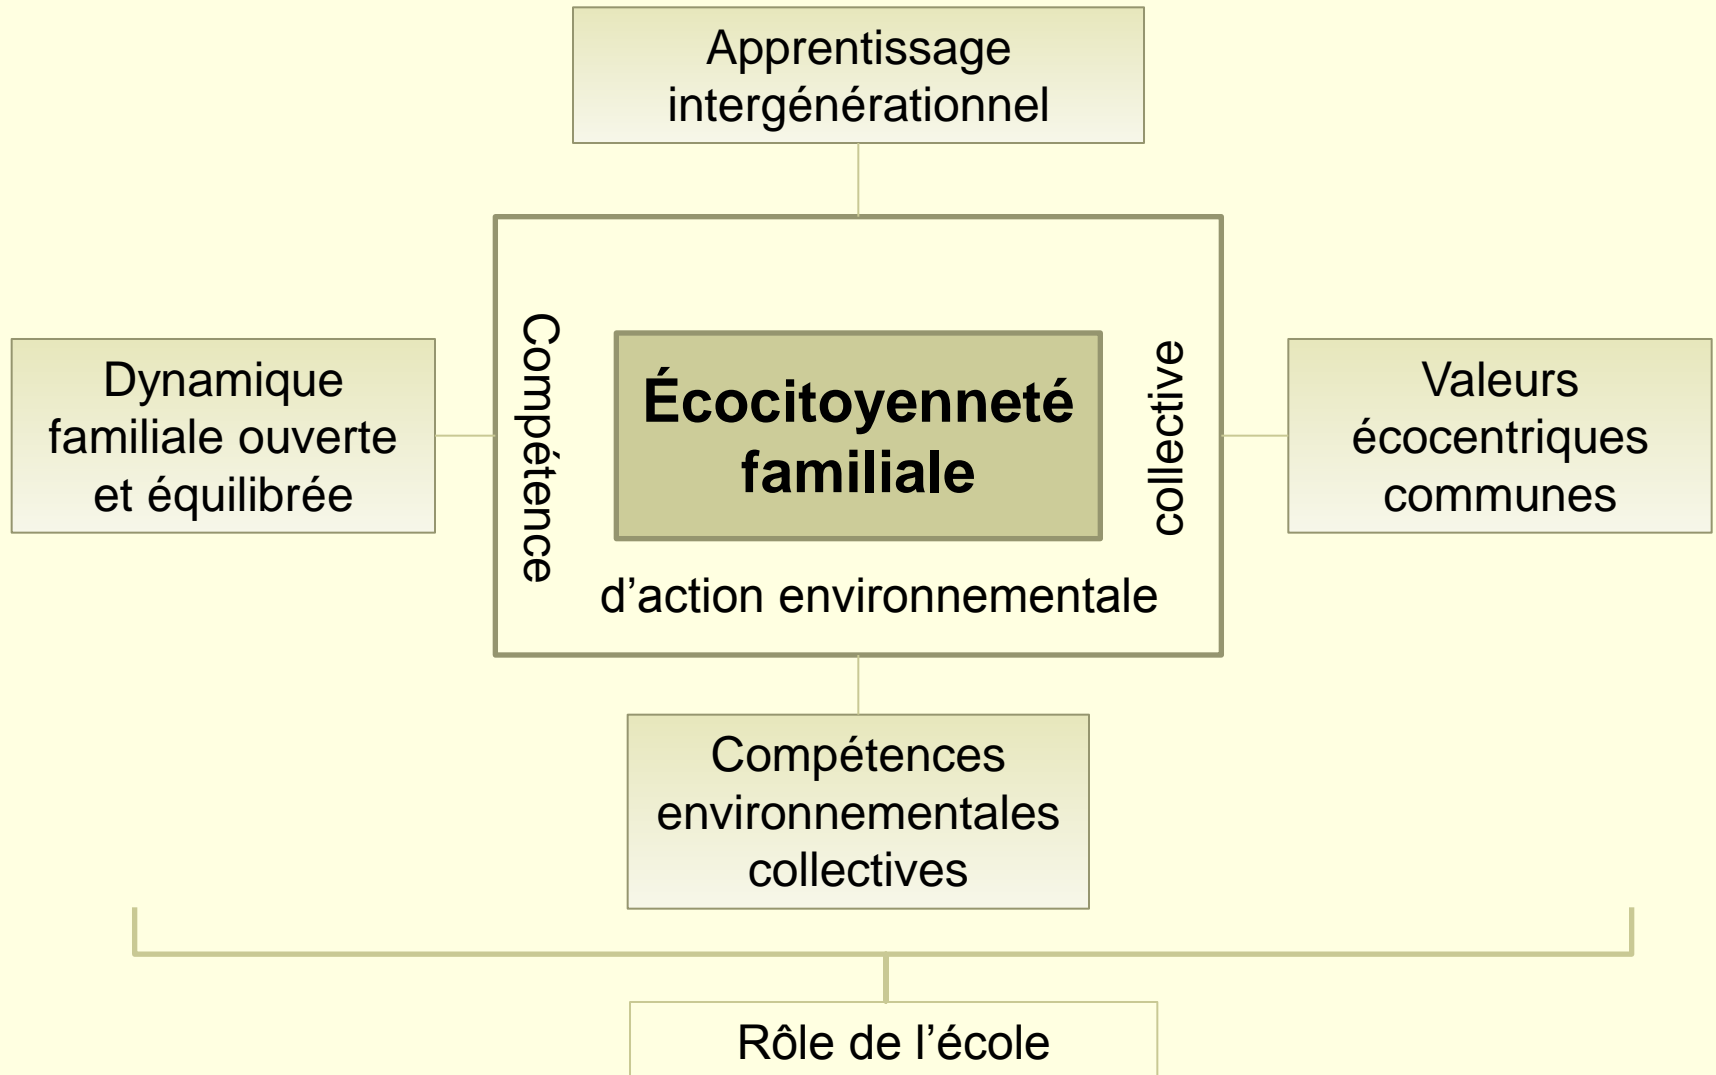 Apprentissage
intergénérationnel
Dynamique
familiale ouverte
et équilibrée
Compétence
Écocitoyenneté
familiale
collective
d’action environnementale
Valeurs
écocentriques
communes
Compétences
environnementales
collectives
Rôle de l’école